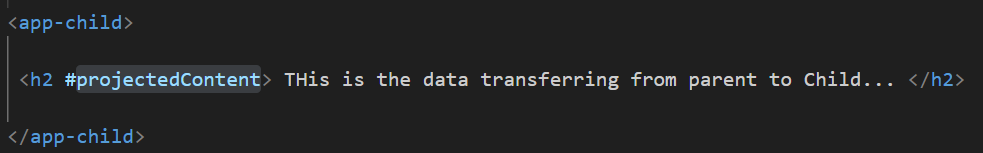 <app-child>
<h2 #projectedContent> THis is the data transferring from parent to Child... </h2>
</app-child>